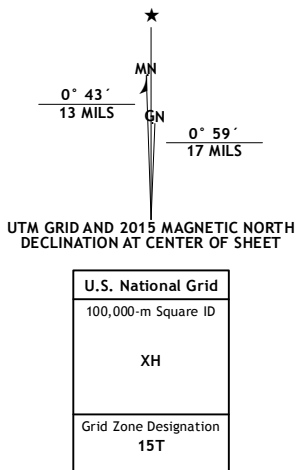 ★
MN
0° 43´
13 MILS
GN
0° 59´
17 MILS
UTM GRID AND 2015 MAGNETIC NORTH
DECLINATION AT CENTER OF SHEET
U.S. National Grid
100,000-m Square ID
XH
Grid Zone Designation
15T